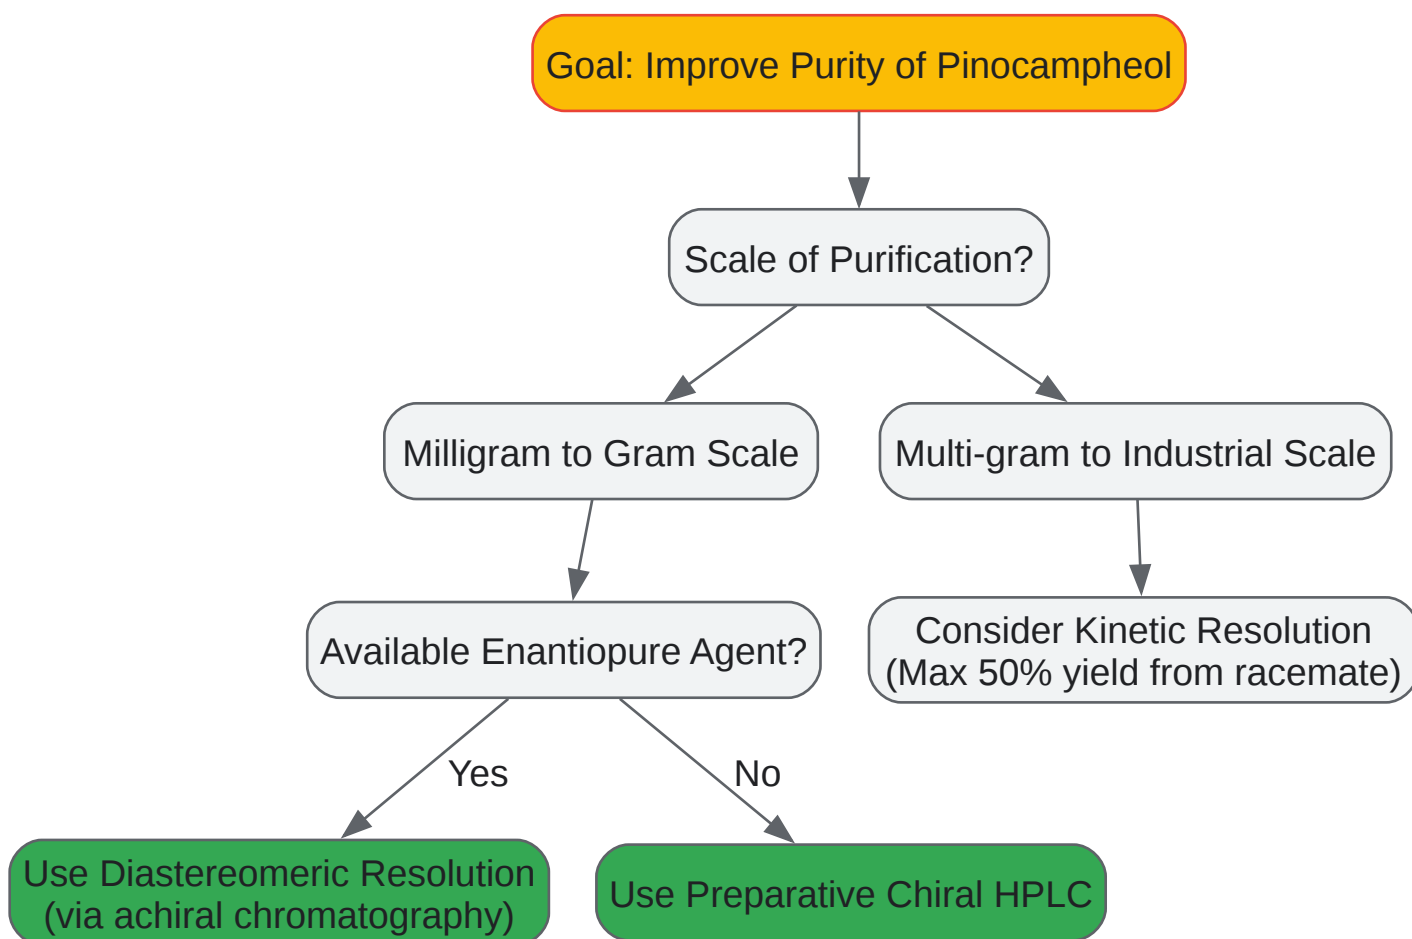 Goal: Improve Purity of Pinocampheol
Scale of Purification?
Milligram to Gram Scale
Multi-gram to Industrial Scale
Available Enantiopure Agent?
Consider Kinetic Resolution
(Max 50% yield from racemate)
Yes
No
Use Diastereomeric Resolution
(via achiral chromatography)
Use Preparative Chiral HPLC